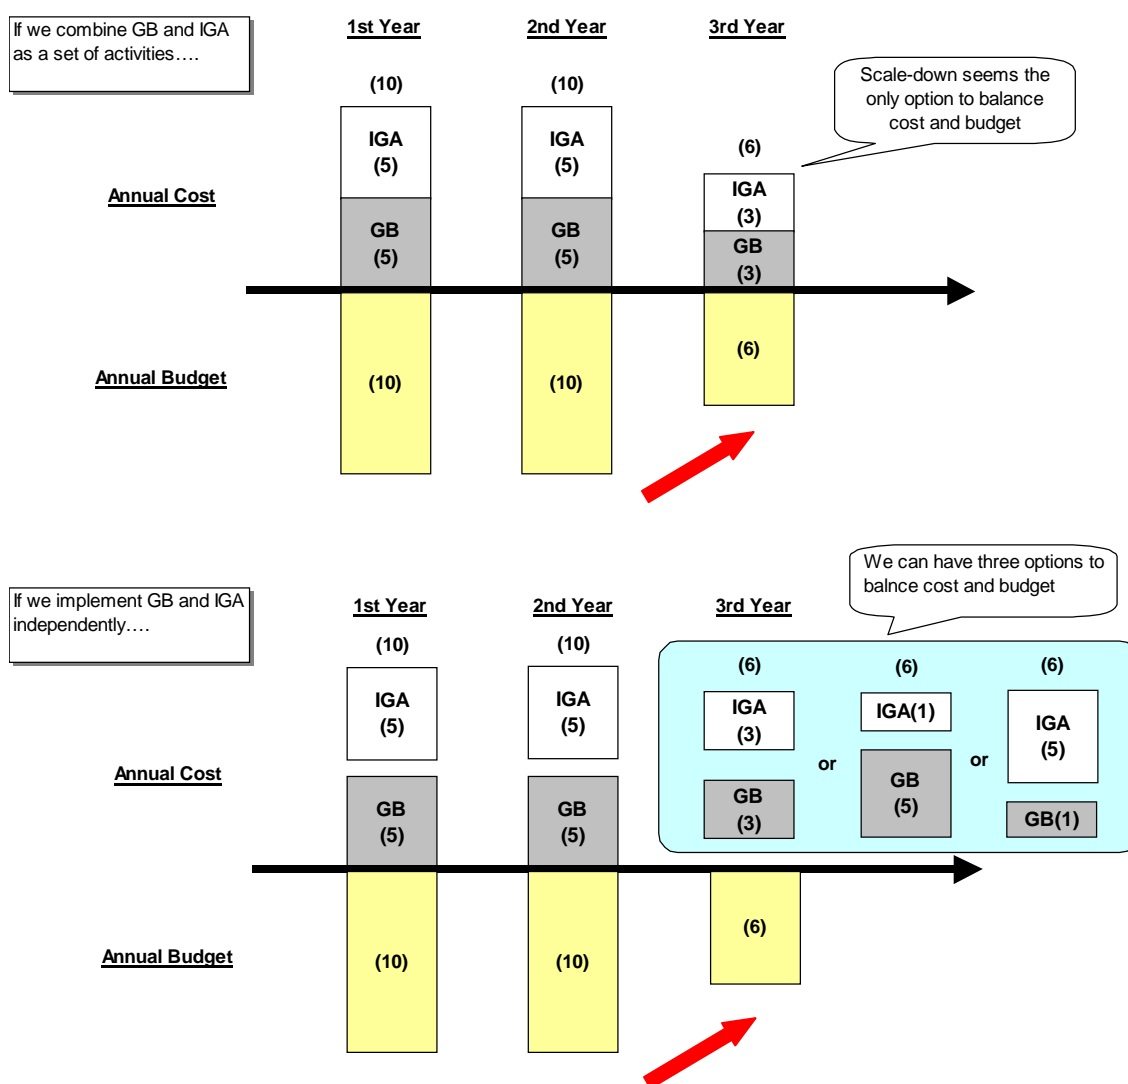 If we combine GB and IGA
as a set of activities….
1st Year
2nd Year
3rd Year
(10)
(10)
Scale-down seems the
only option to balance
cost and budget
(6)
IGA
(5)
IGA
(5)
IGA
(3)
Annual Cost
GB
(5)
GB
(5)
GB
(3)
Annual Budget
(10)
(10)
(6)
We can have three options to
balnce cost and budget
If we implement GB and IGA
independently….
1st Year
2nd Year
3rd Year
(10)
(10)
(6)
(6)
(6)
IGA
(5)
IGA
(5)
IGA
(3)
IGA(1)
IGA
(5)
Annual Cost
or
or
GB
(5)
GB
(5)
GB
(3)
GB
(5)
GB(1)
Annual Budget
(10)
(10)
(6)